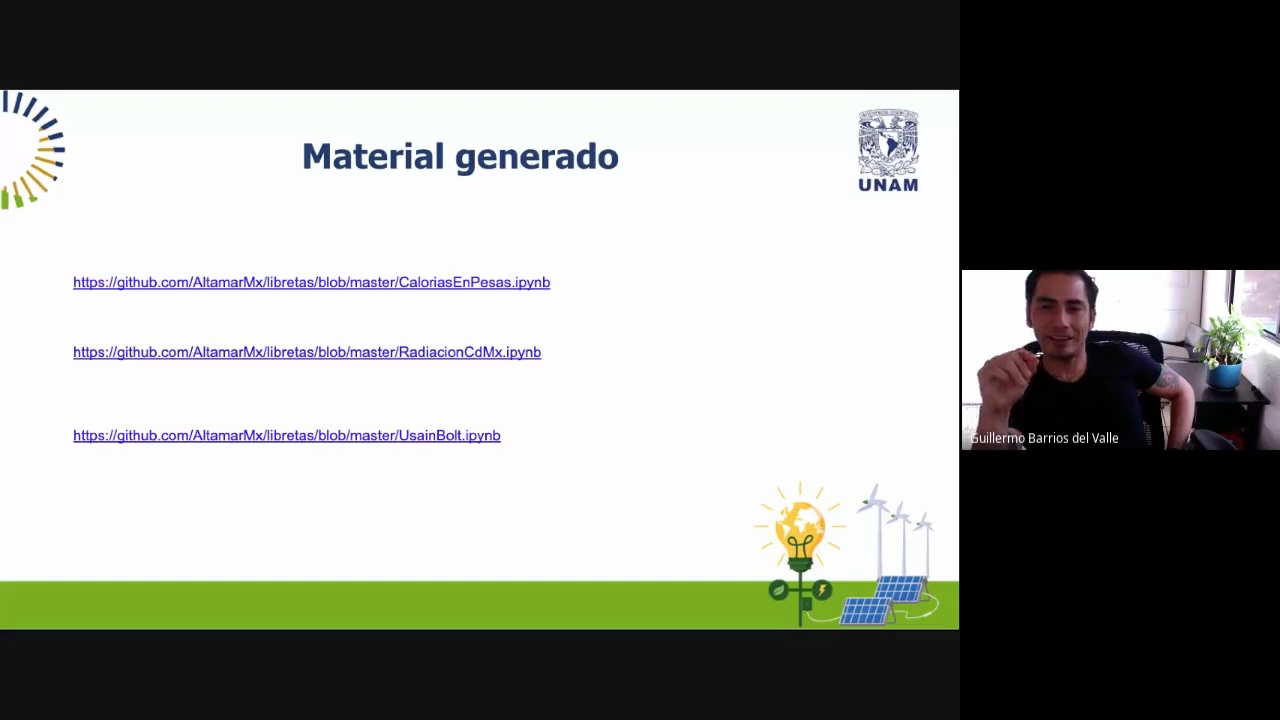 Material generado
UNAM
https://github.com/AltamarMx/libretas/blob/master/CaloriasEnPesas.ipynb
https://github.com/AltamarMx/libretas/blob/master/RadiacionCdMx.ipynb
https://github.com/AltamarMx/libretas/blob/master/UsainBolt.ipynb
Guillermo Barrios del Valle